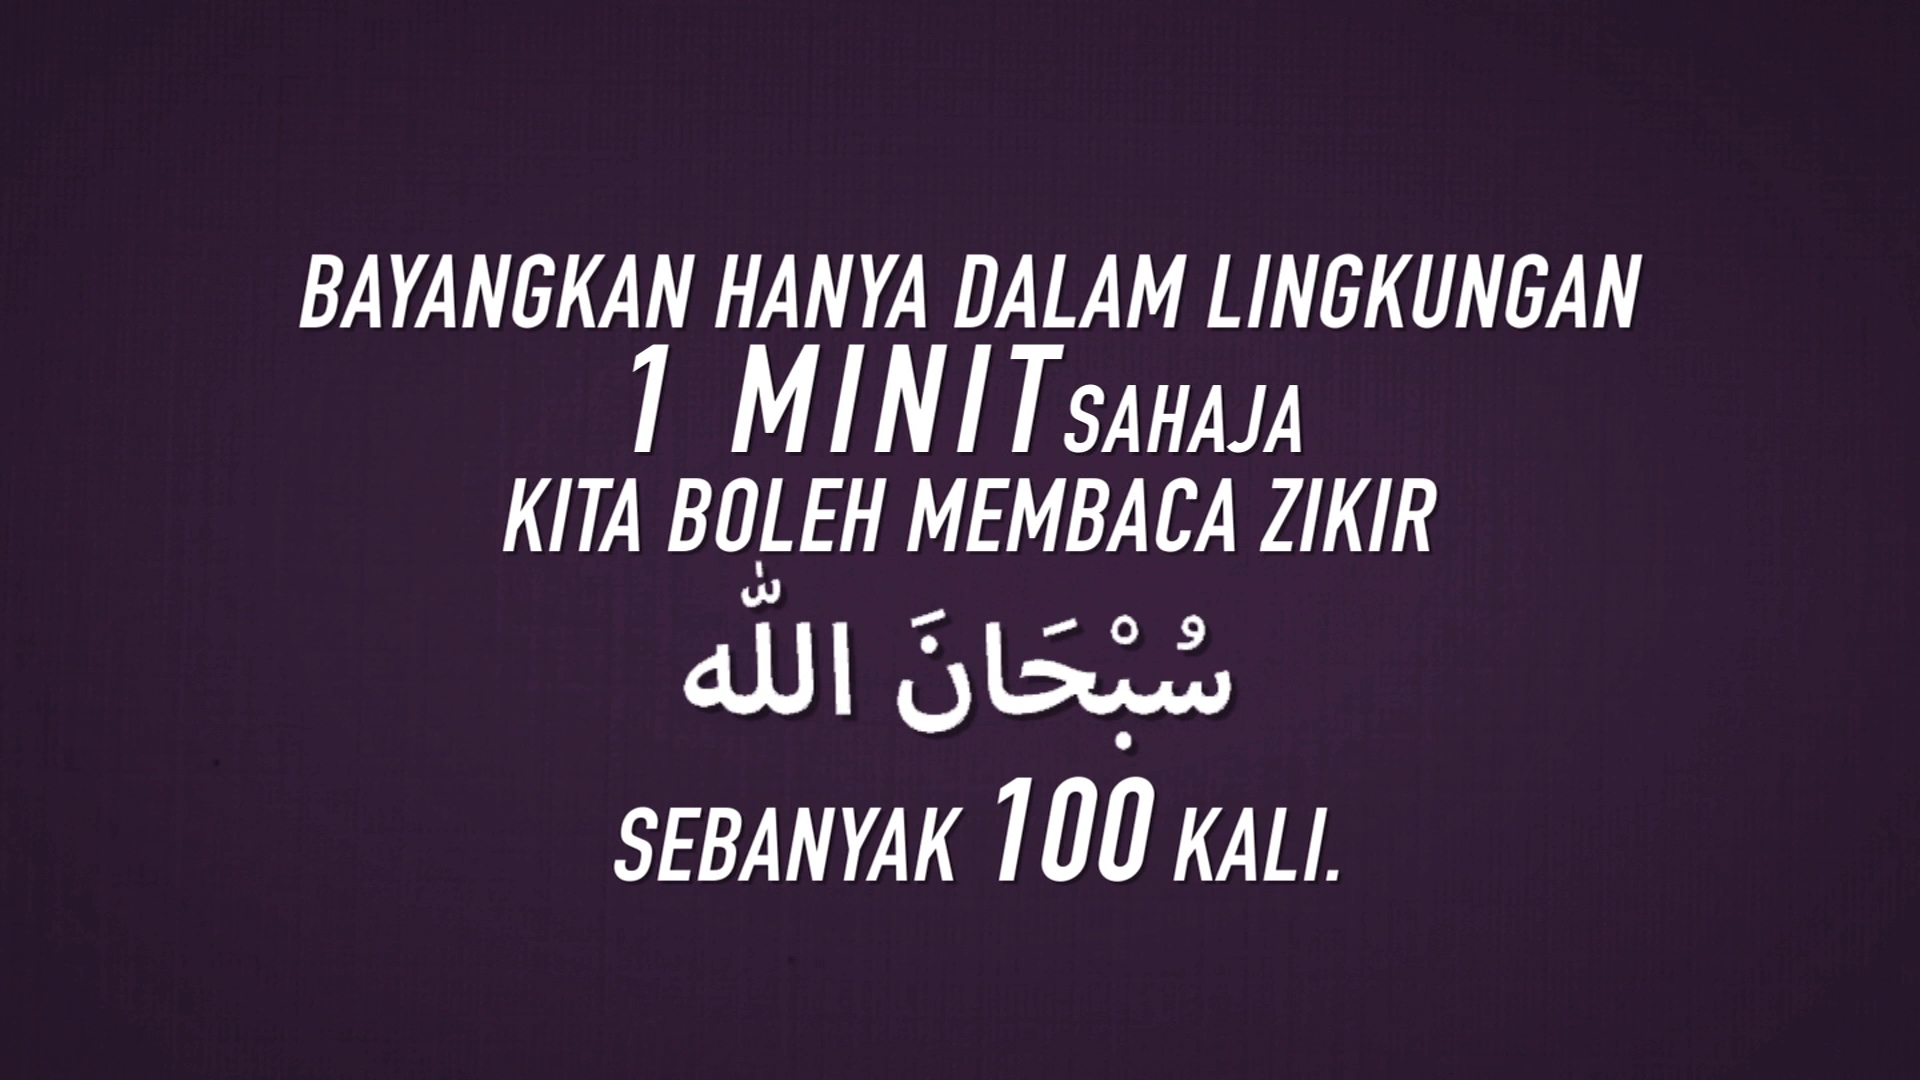 BAYANGKAN HANYA DALAM LINGKUNGAN
1 MINIT SAHAJA
KITA BOLEH MEMBACA ZIKIR
سُبْحَانَ اللّٰه
SEBANYAK 100 KALI.